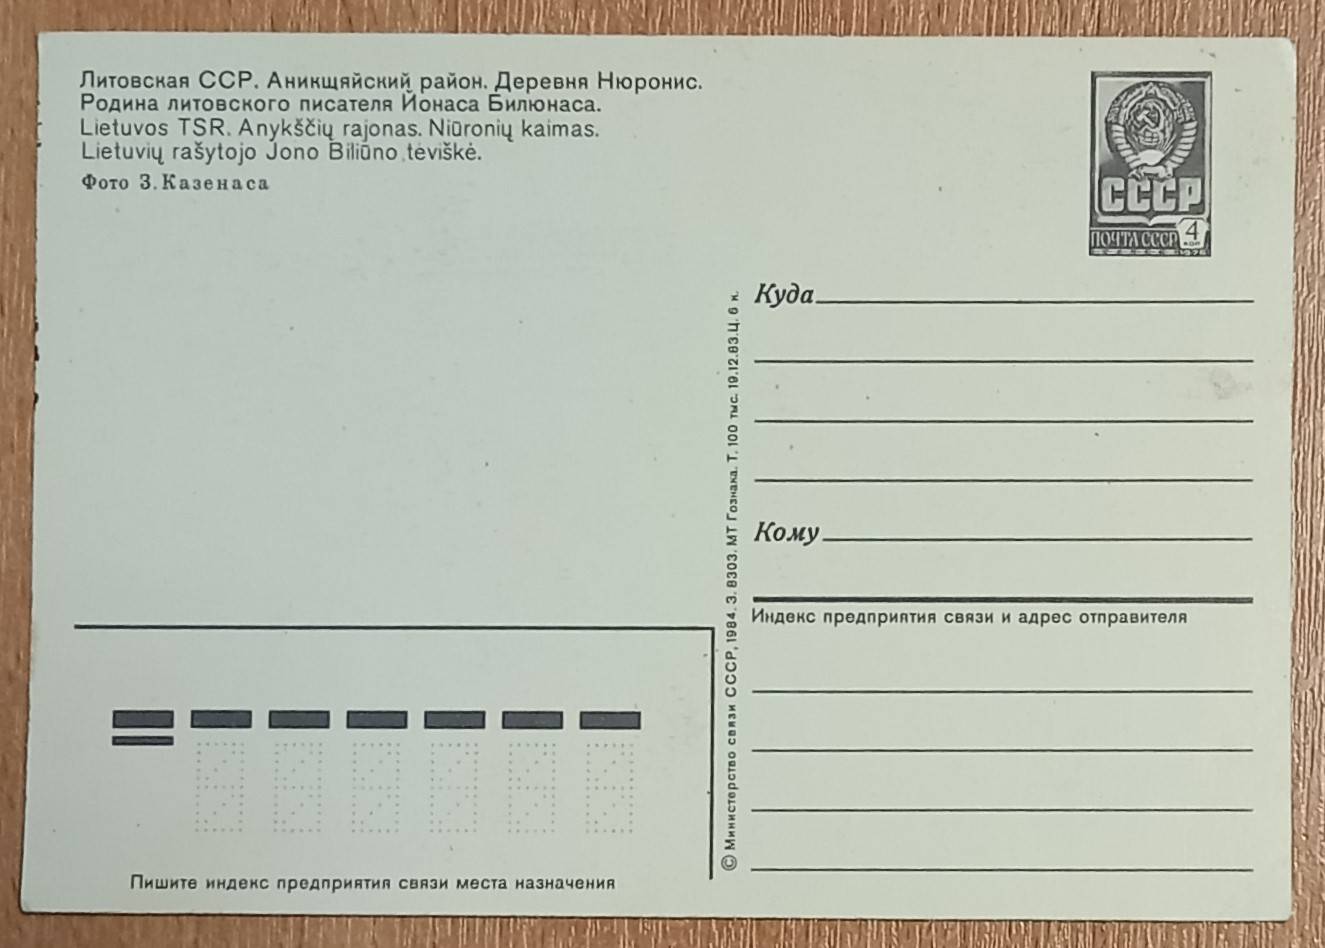 Литовская ССР. Аникщяйский район. Деревня Нюронис.
Родина литовского писателя Йонаса Билюнаса.
Lietuvos TSR. Anykščių rajonas. Niūronių kaimas.
Lietuvių rašytojo Jono Biliūno tėviškė.
Фото З. Казенаса
СССР
ПОЧТА СССР 4
КОП
Куда
Кому
Индекс предприятия связи и адрес отправителя
© Министерство связи СССР, 1984. З. 8303. МТ Гознака. Т. 100 тыс. 19.12.83. Ц. 6 к.
Пишите индекс предприятия связи места назначения